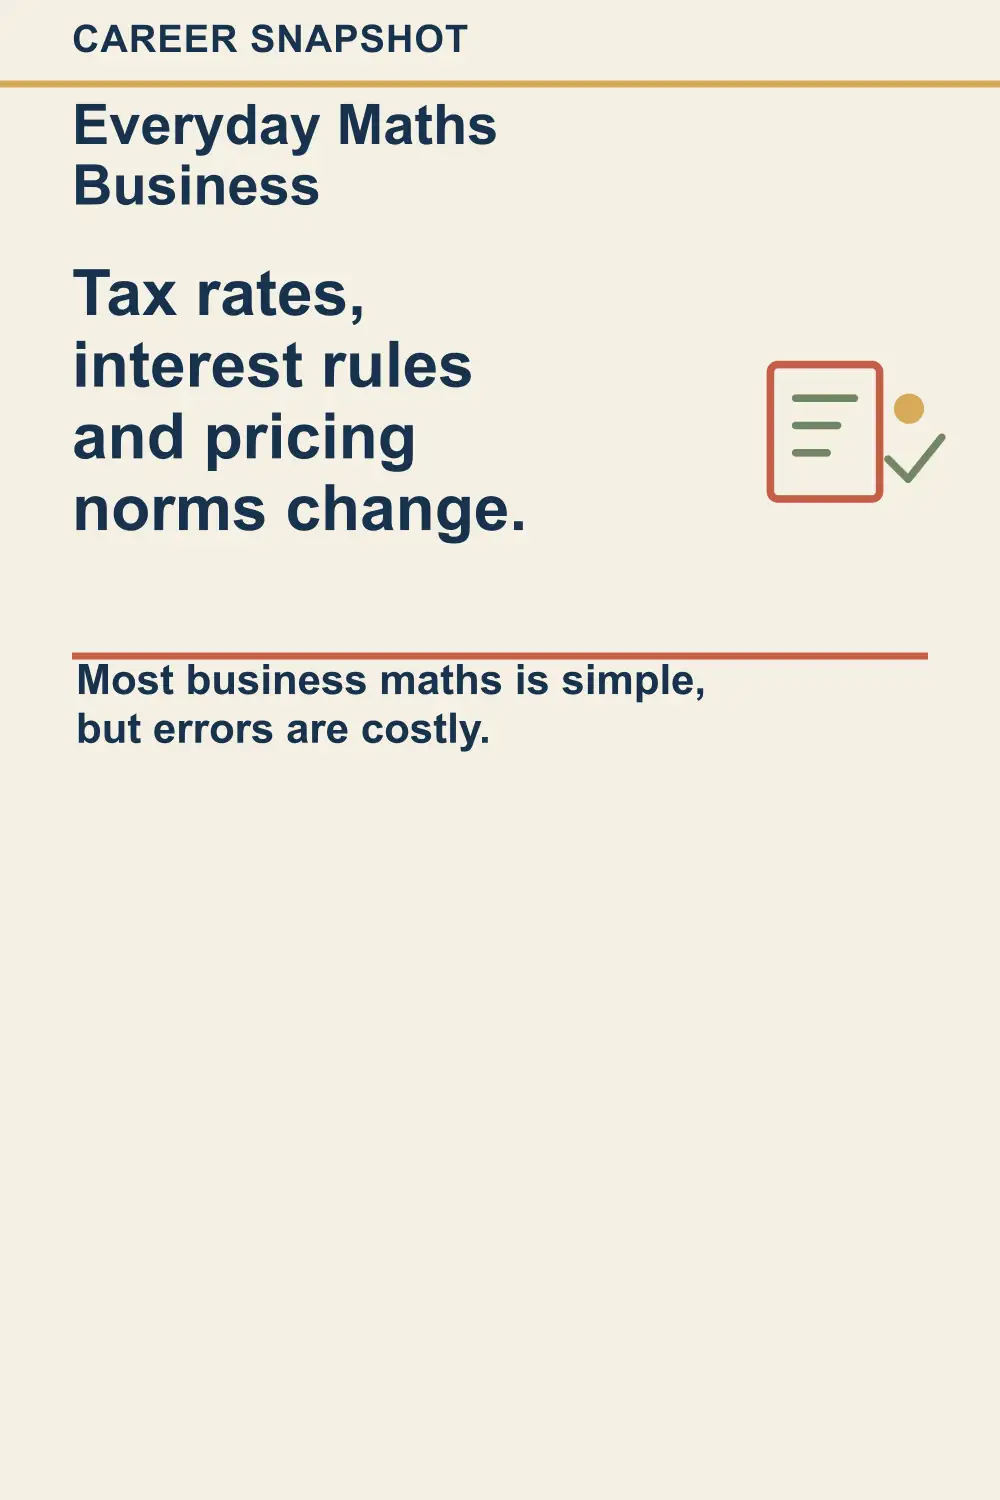 CAREER SNAPSHOT
Everyday Maths
Business
Tax rates,
interest rules
and pricing
norms change.
Most business maths is simple,
but errors are costly.